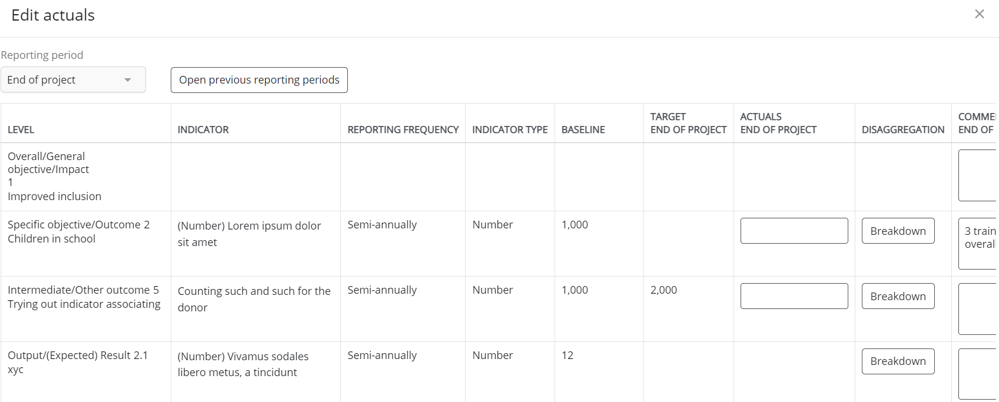 Edit actuals
Reporting period
End of project
Open previous reporting periods
LEVEL
INDICATOR
REPORTING FREQUENCY
INDICATOR TYPE
BASELINE
TARGET
END OF PROJECT
ACTUALS
END OF PROJECT
DISAGGREGATION
END OF
Overall/General
objective/Impact
1
Improved inclusion
Specific objective/Outcome 2
Children in school
(Number) Lorem ipsum dolor
sit amet
Semi-annually
Number
1,000
Breakdown
3 train
overall
Intermediate/Other outcome 5
Trying out indicator associating
Counting such and such for the
donor
Semi-annually
Number
1,000
2,000
Breakdown
Output/(Expected) Result 2.1
xyc
(Number) Vivamus sodales
libero metus, a tincidunt
Semi-annually
Number
12
Breakdown